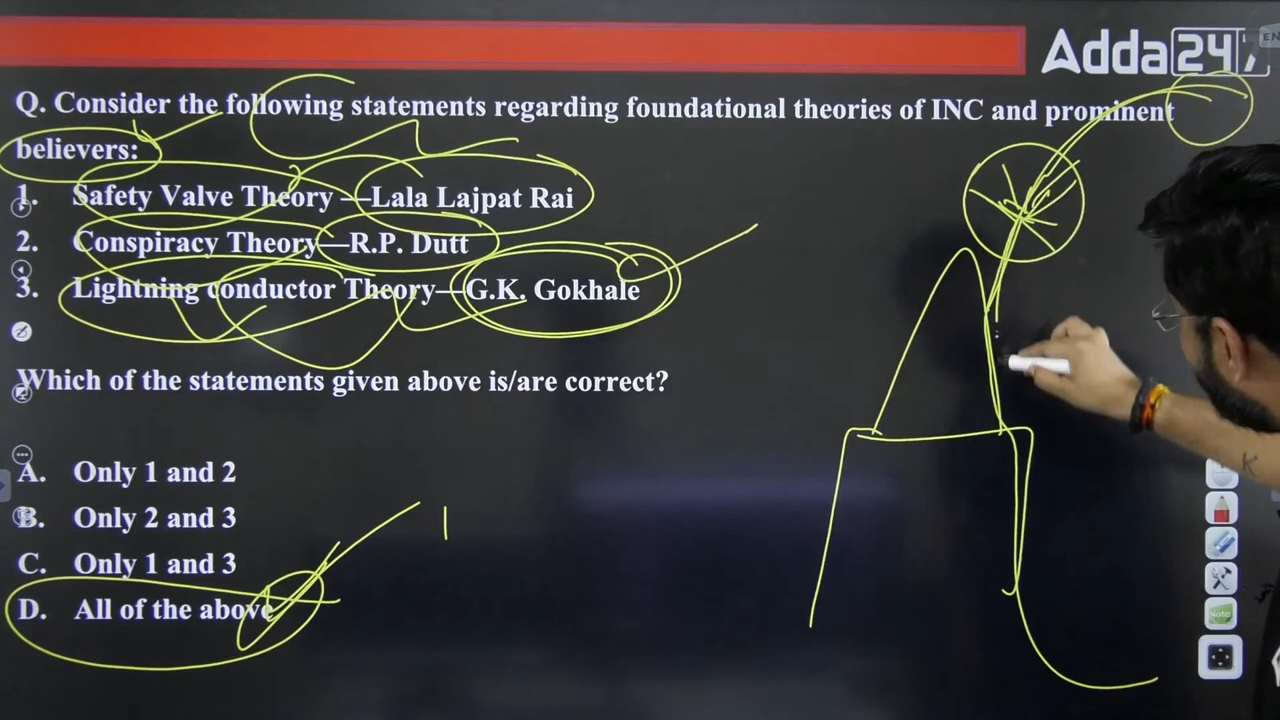 Adda247
EN
Q. Consider the following statements regarding foundational theories of INC and prominent
believers:
1. Safety Valve Theory —Lala Lajpat Rai
2. Conspiracy Theory—R.P. Dutt
3. Lightning conductor Theory—G.K. Gokhale
Which of the statements given above is/are correct?
A. Only 1 and 2
B. Only 2 and 3
C. Only 1 and 3
D. All of the above
Note